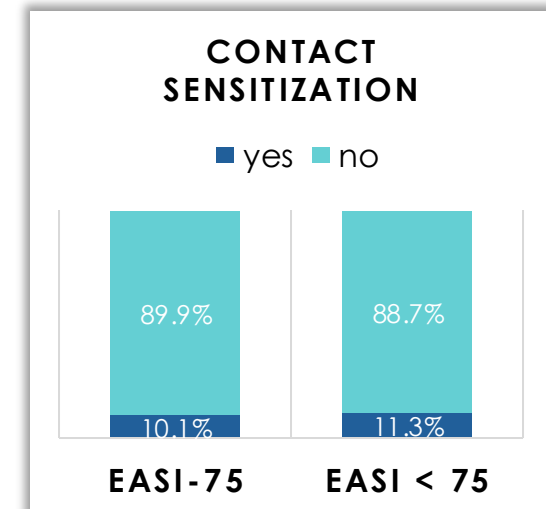 CONTACT
SENSITIZATION
yes no
89.9% 88.7%
10.1% 11.3%
EASI-75 EASI < 75